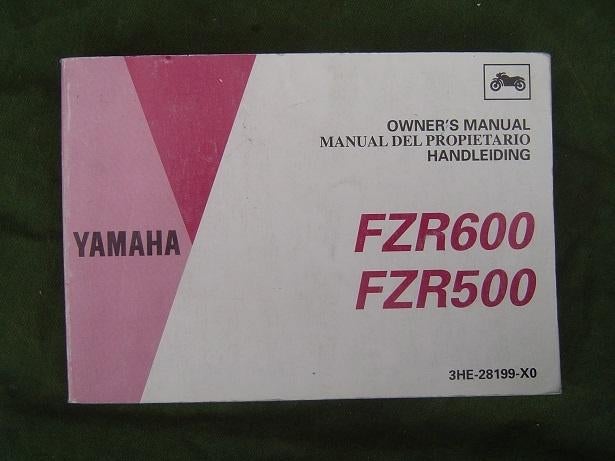 OWNER'S MANUAL
MANUAL DEL PROPIETARIO
HANDLEIDING
YAMAHA
FZR600
FZR500
3HE-28199-X0